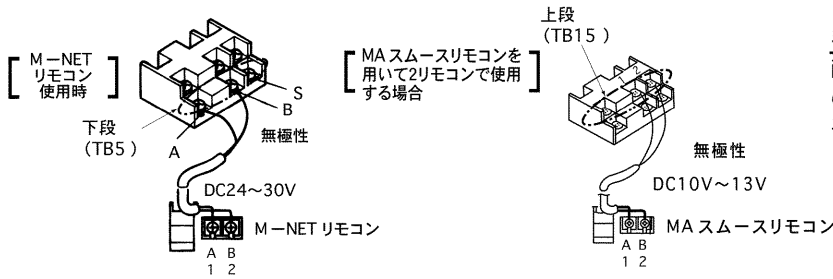 M－NET
リモコン
使用時
S
B
下段
(TB5 )
A
無極性
DC24～30V
M－NET リモコン
A B
1 2
MA スムースリモコンを
用いて2リモコンで使用
する場合
上段
(TB15 )
1 2
無極性
DC10V～13V
MA スムースリモコン
A B
1 2